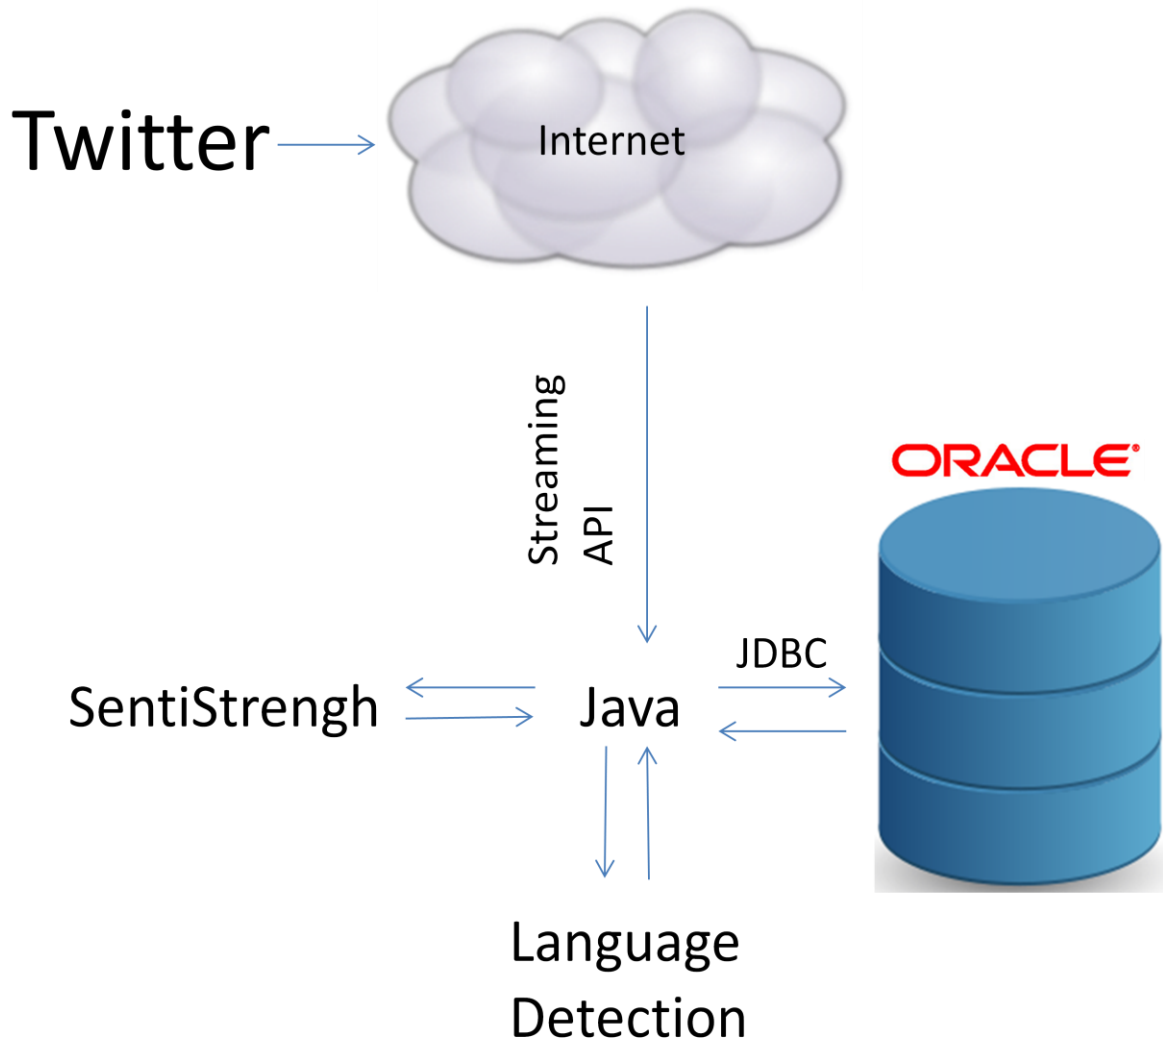 Twitter
Internet
Streaming
API
ORACLE®
JDBC
SentiStrengh
Java
Language
Detection